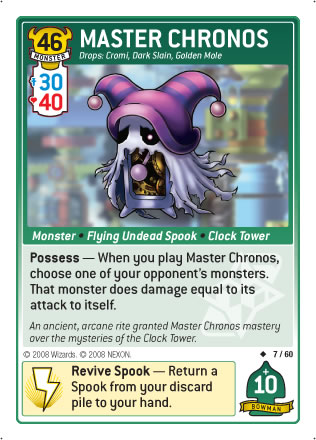 46
MONSTER
MASTER CHRONOS
Drops: Cromi, Dark Slain, Golden Mole
30
40
Monster • Flying Undead Spook • Clock Tower
Possess — When you play Master Chronos,
choose one of your opponent's monsters.
That monster does damage equal to its
attack to itself.
An ancient, arcane rite granted Master Chronos mastery
over the mysteries of the Clock Tower.
© 2008 Wizards. © 2008 NEXON.
◆ 7 / 60
Revive Spook — Return a
Spook from your discard
pile to your hand.
+
10
BOWMAN